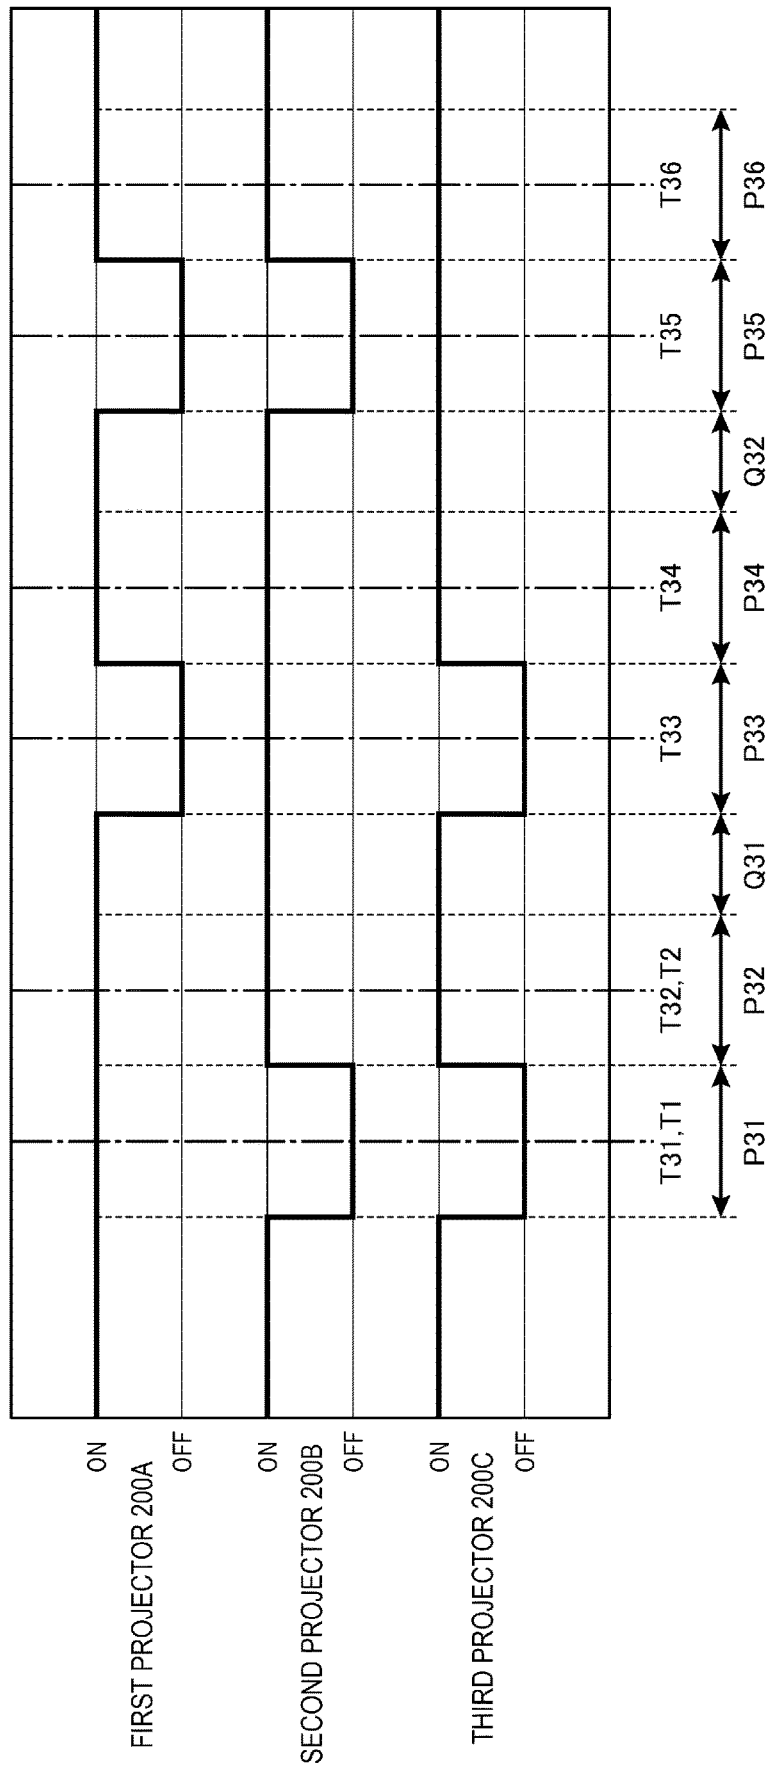 ON
FIRST PROJECTOR 200A
OFF
ON
SECOND PROJECTOR 200B
OFF
ON
THIRD PROJECTOR 200C
OFF
T31,T1 T32,T2 T33 T34 T35 T36
P31 P32 Q31 P33 P34 Q32 P35 P36